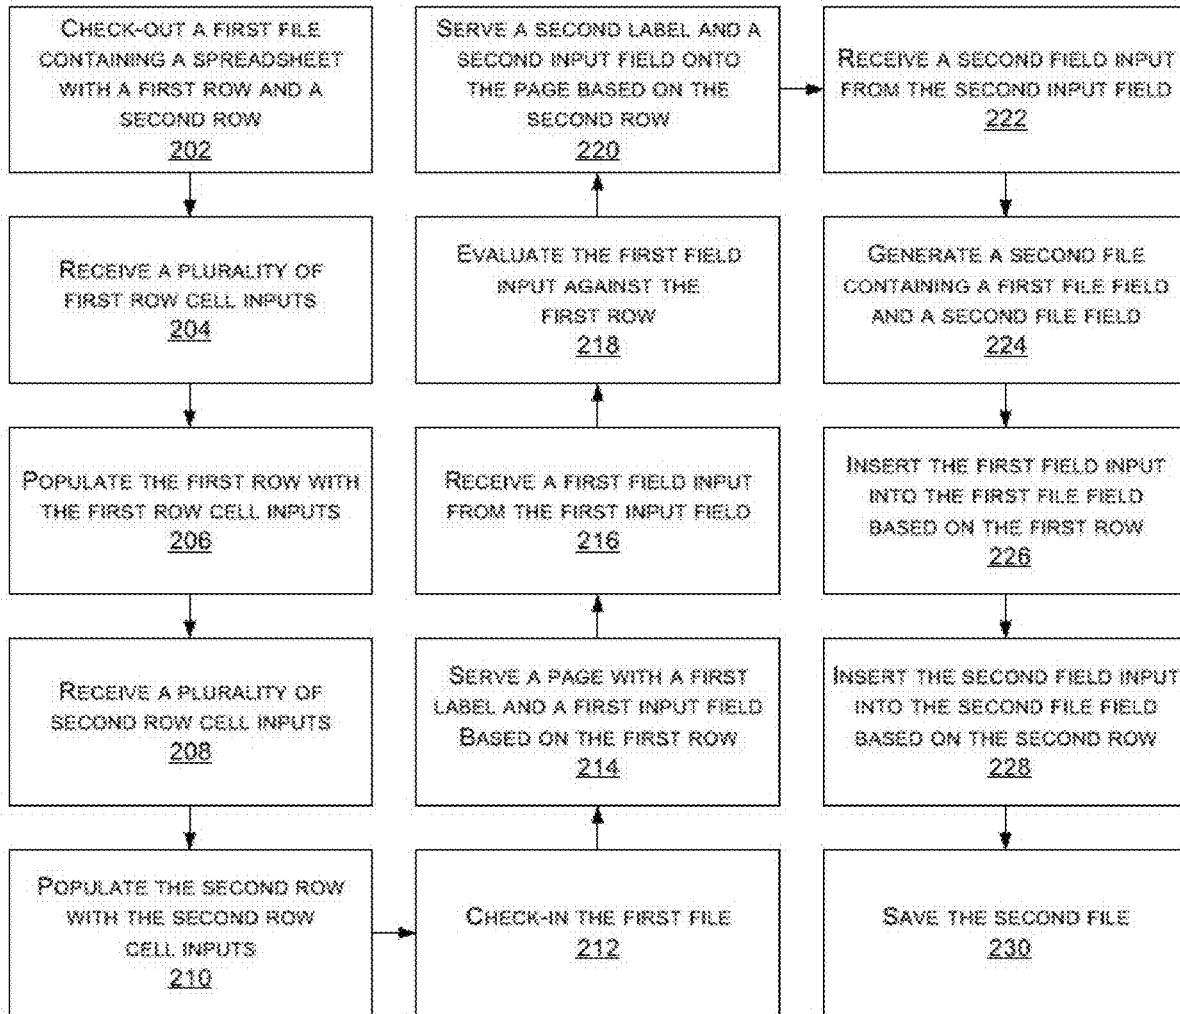 CHECK-OUT A FIRST FILE
CONTAINING A SPREADSHEET
WITH A FIRST ROW AND A
SECOND ROW
202
RECEIVE A PLURALITY OF
FIRST ROW CELL INPUTS
204
POPULATE THE FIRST ROW WITH
THE FIRST ROW CELL INPUTS
206
RECEIVE A PLURALITY OF
SECOND ROW CELL INPUTS
208
POPULATE THE SECOND ROW
WITH THE SECOND ROW
CELL INPUTS
210
CHECK-IN THE FIRST FILE
212
SERVE A PAGE WITH A FIRST
LABEL AND A FIRST INPUT FIELD
BASED ON THE FIRST ROW
214
RECEIVE A FIRST FIELD INPUT
FROM THE FIRST INPUT FIELD
216
EVALUATE THE FIRST FIELD
INPUT AGAINST THE
FIRST ROW
218
SERVE A SECOND LABEL AND A
SECOND INPUT FIELD ONTO
THE PAGE BASED ON THE
SECOND ROW
220
RECEIVE A SECOND FIELD INPUT
FROM THE SECOND INPUT FIELD
222
GENERATE A SECOND FILE
CONTAINING A FIRST FILE FIELD
AND A SECOND FILE FIELD
224
INSERT THE FIRST FIELD INPUT
INTO THE FIRST FILE FIELD
BASED ON THE FIRST ROW
226
INSERT THE SECOND FIELD INPUT
INTO THE SECOND FILE FIELD
BASED ON THE SECOND ROW
228
SAVE THE SECOND FILE
230